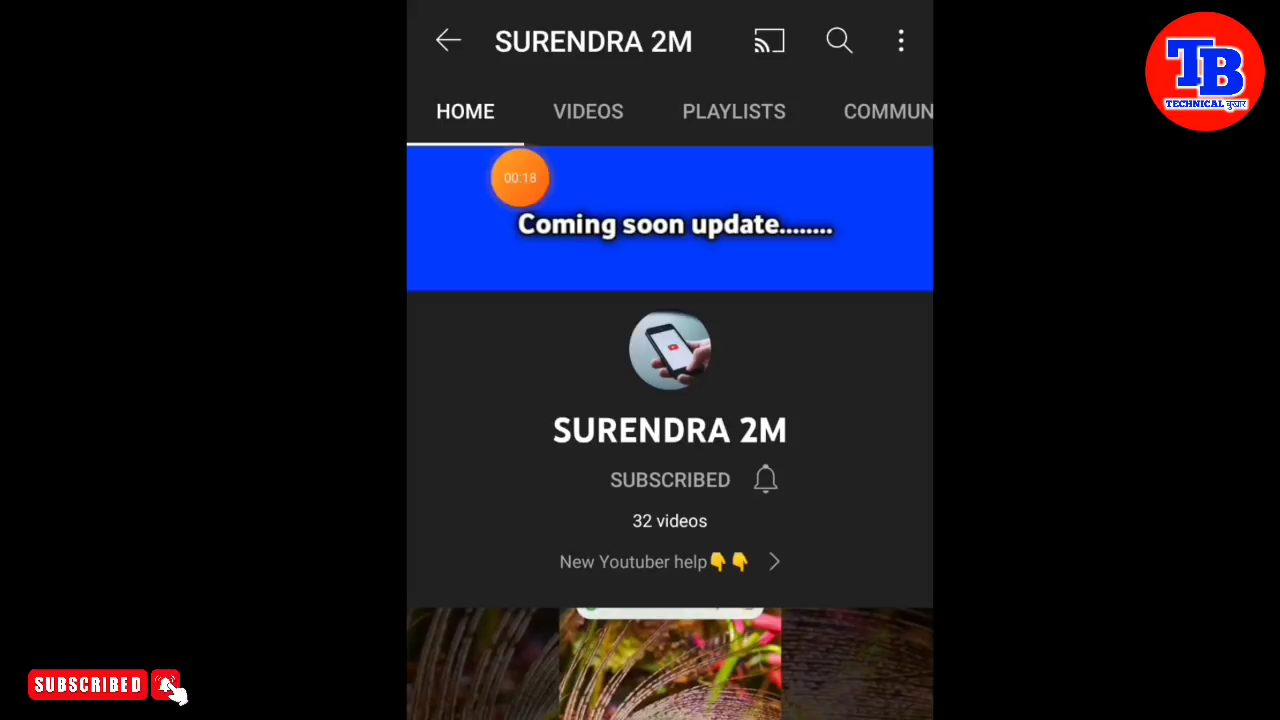 SURENDRA 2M
TB
TECHNICAL बुखार
HOME VIDEOS PLAYLISTS COMMUN
00:18
Coming soon update........
SURENDRA 2M
SUBSCRIBED
32 videos
New Youtuber help👇👇
SUBSCRIBED